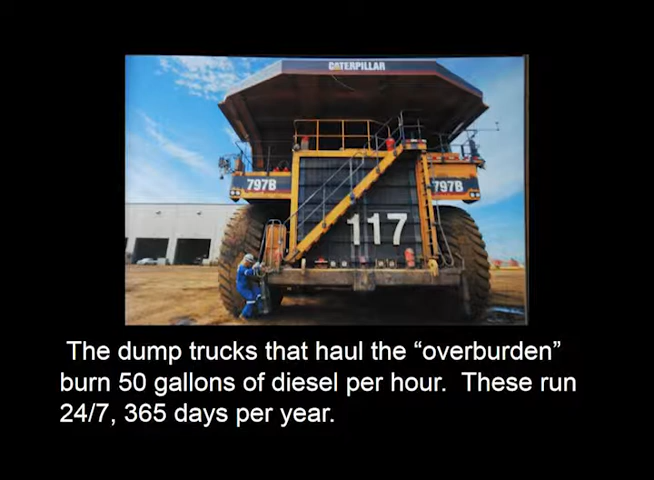 CATERPILLAR
797B
797B
117
The dump trucks that haul the “overburden”
burn 50 gallons of diesel per hour.  These run
24/7, 365 days per year.